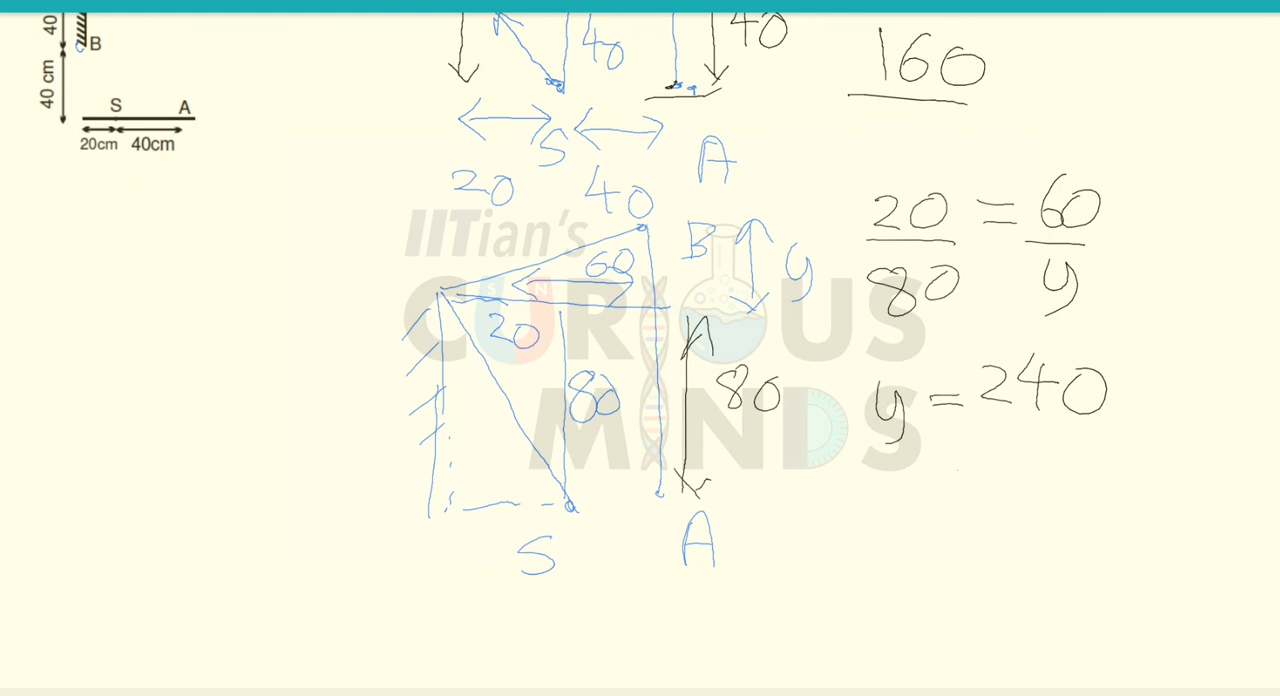 40
B
40 cm
S A
20cm 40cm
40
40
160
S
A
20 40
IITian's
CURIOUS
MINDS
S N
B
y
60
20
80
80
20/80 = 60/y
y = 240
S
A